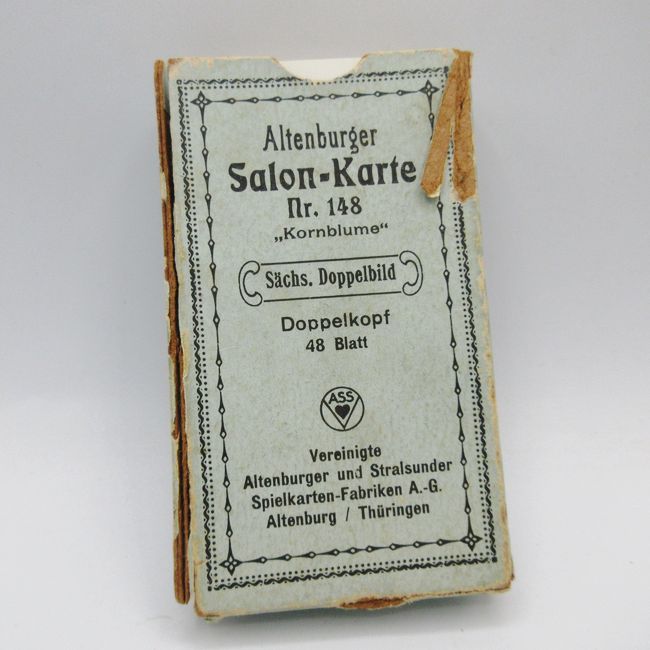 Altenburger
Salon-Karte
Nr. 148
„Kornblume“
Sächs. Doppelbild
Doppelkopf
48 Blatt
ASS
Vereinigte
Altenburger und Stralsunder
Spielkarten-Fabriken A.-G.
Altenburg / Thüringen